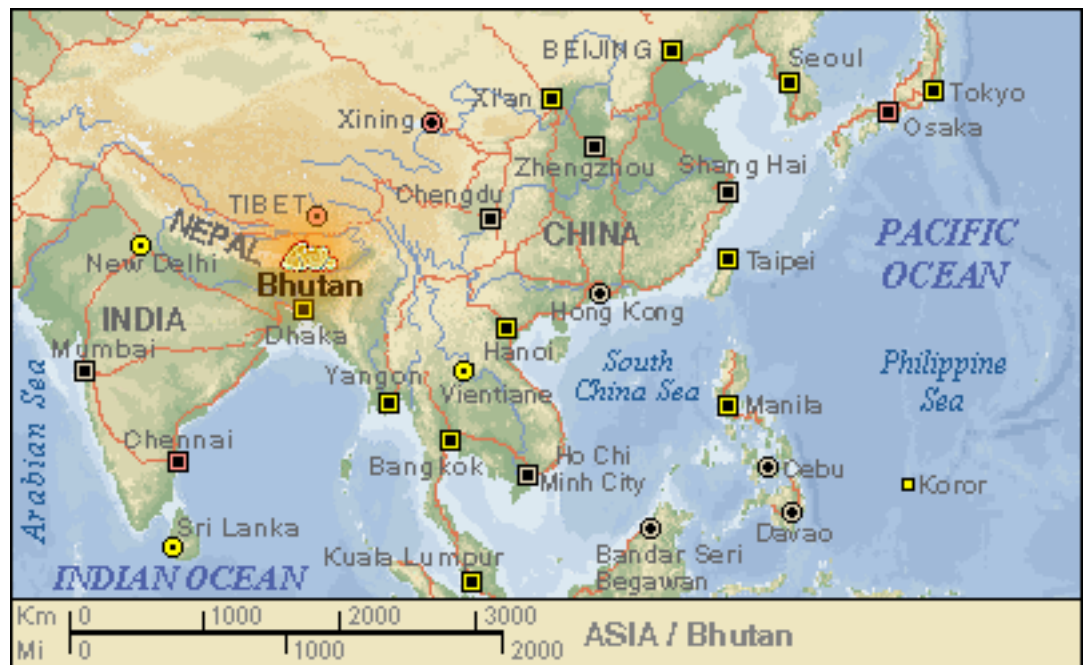 BEIJING
Seoul
Xi'an
Tokyo
Xining
Osaka
Zhengzhou
Shang Hai
Chengdu
TIBET
NEPAL
CHINA
PACIFIC
OCEAN
New Delhi
Taipei
Bhutan
Hong Kong
INDIA
Dhaka
Hanoi
Mumbai
South
China Sea
Philippine
Sea
Yangon
Vientiane
Arabian Sea
Manila
Chennai
Bangkok
Ho Chi
Minh City
Cebu
Koror
Sri Lanka
Davao
Kuala Lumpur
Bandar Seri
Begawan
INDIAN OCEAN
Km 0 1000 2000 3000
Mi 0 1000 2000
ASIA / Bhutan